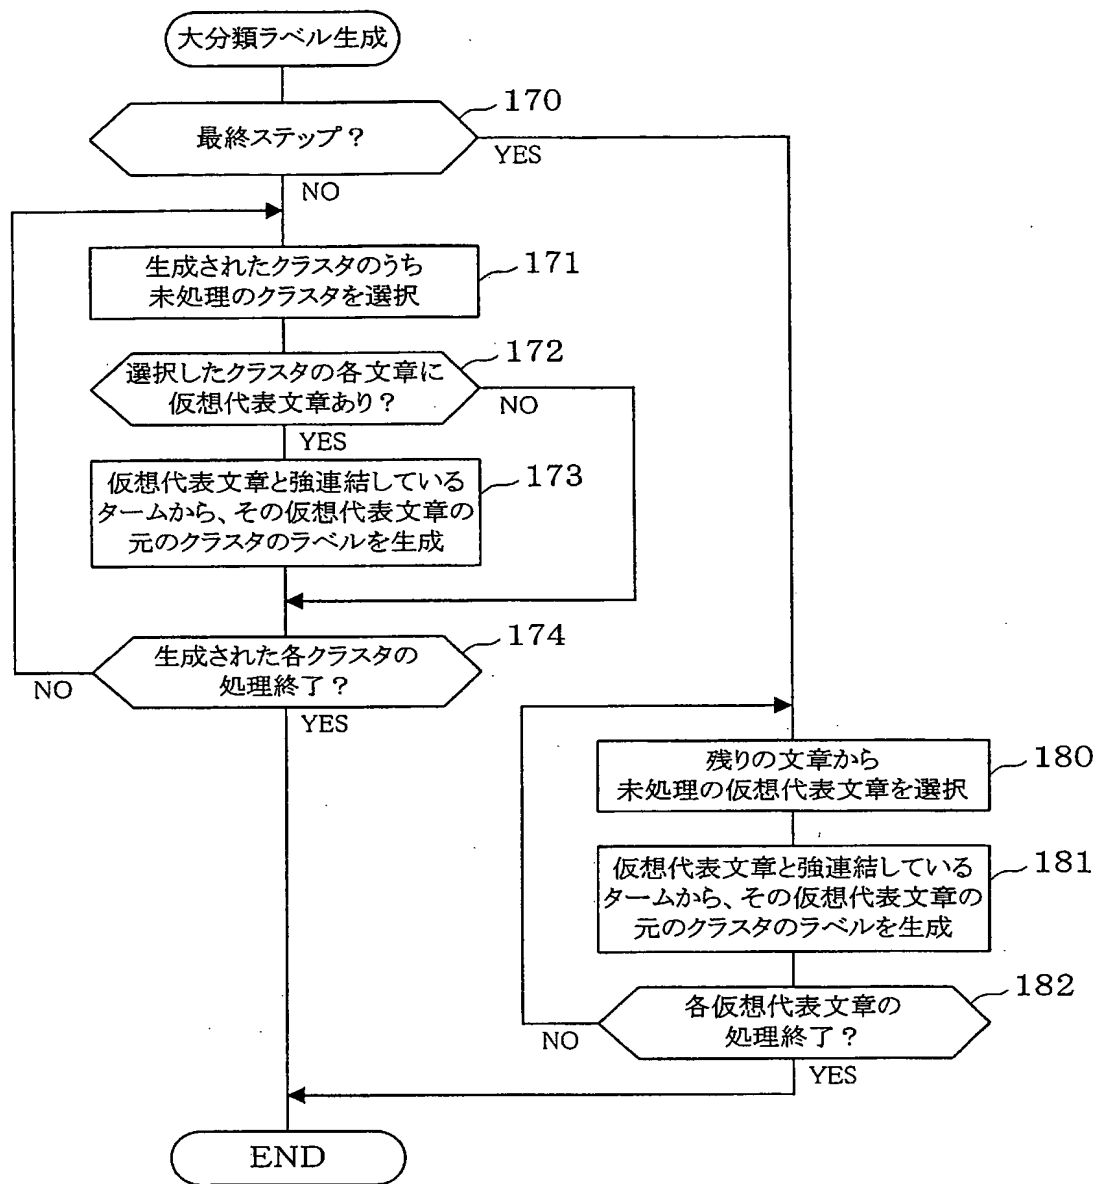 大分類ラベル生成
170
最終ステップ?
YES
NO
171
生成されたクラスタのうち
未処理のクラスタを選択
172
選択したクラスタの各文章に
仮想代表文章あり?
NO
YES
173
仮想代表文章と強連結している
タームから、その仮想代表文章の
元のクラスタのラベルを生成
174
生成された各クラスタの
処理終了?
NO
YES
180
残りの文章から
未処理の仮想代表文章を選択
181
仮想代表文章と強連結している
タームから、その仮想代表文章の
元のクラスタのラベルを生成
182
各仮想代表文章の
処理終了?
NO
YES
END